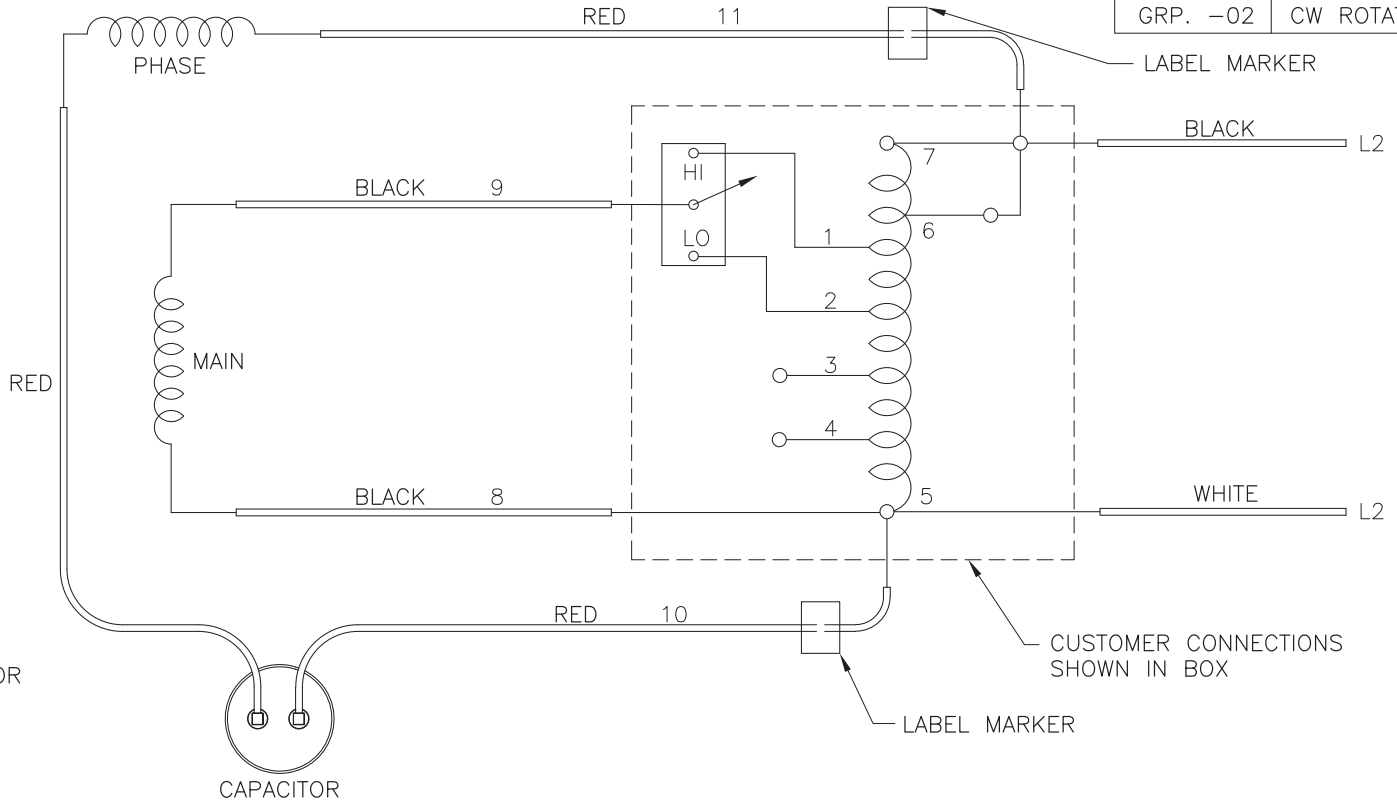 RED 11
GRP. -02 CW ROTA
PHASE
LABEL MARKER
BLACK L2
7
HI
BLACK 9
6
LO
1
2
MAIN
3
RED
4
BLACK 8
5
WHITE L2
RED 10
CUSTOMER CONNECTIONS
SHOWN IN BOX
OR
LABEL MARKER
CAPACITOR